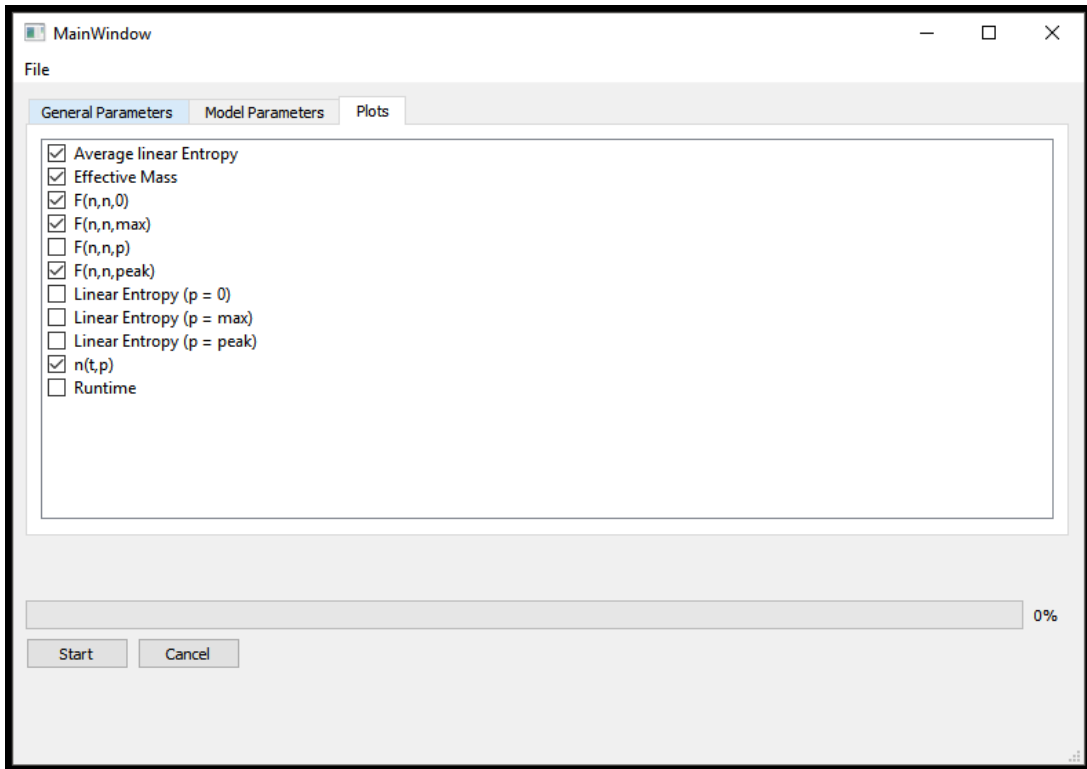 MainWindow
File
General Parameters Model Parameters Plots
Average linear Entropy
Effective Mass
F(n,n,0)
F(n,n,max)
F(n,n,p)
F(n,n,peak)
Linear Entropy (p = 0)
Linear Entropy (p = max)
Linear Entropy (p = peak)
n(t,p)
Runtime
0%
Start Cancel